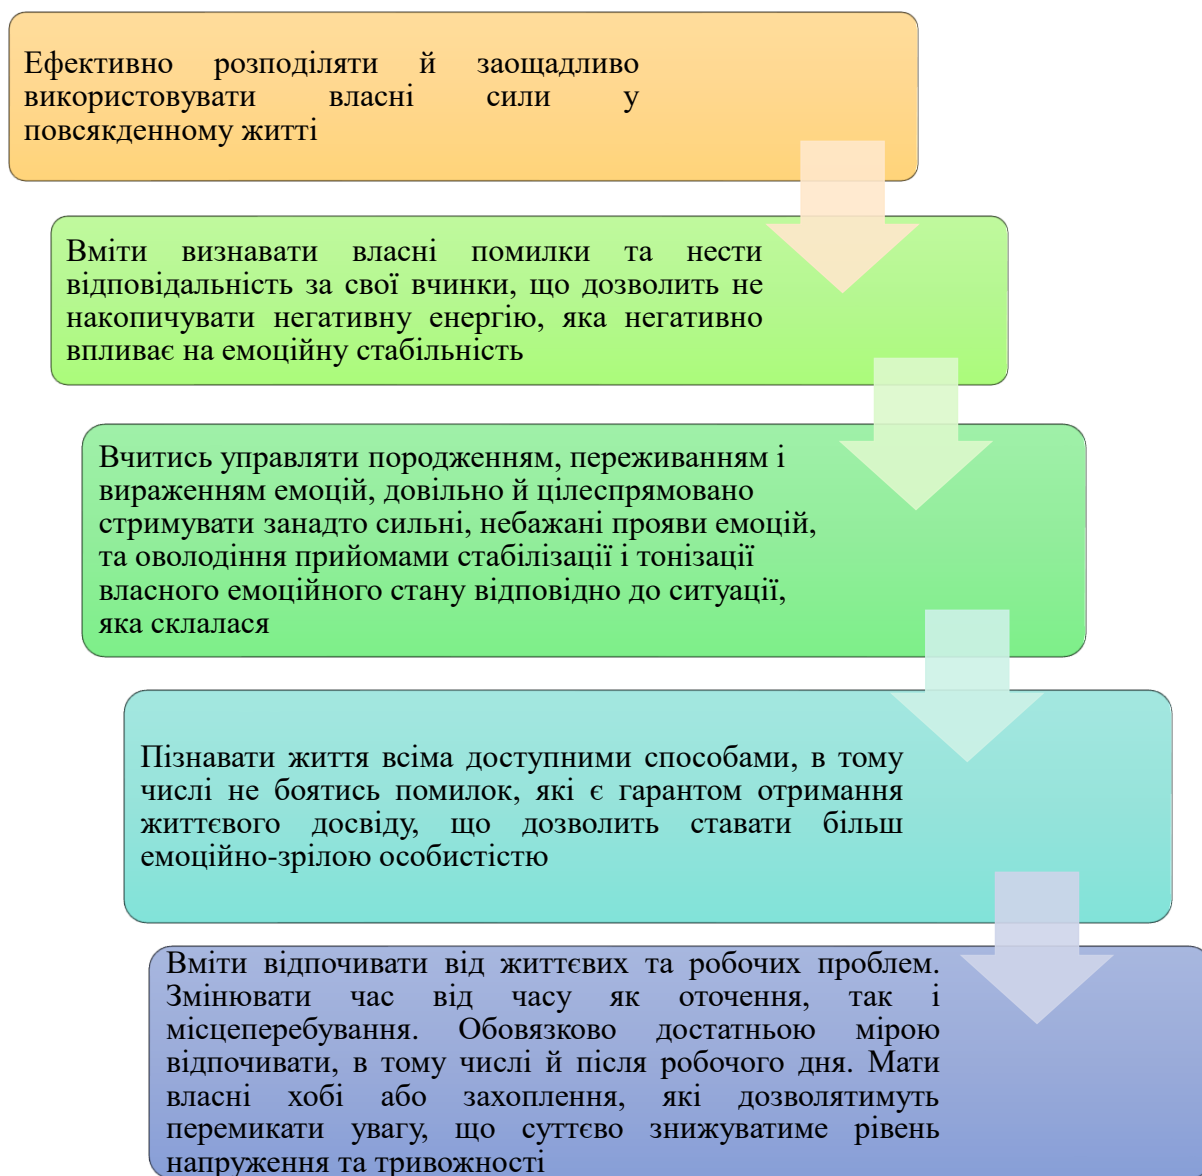 Ефективно розподіляти й заощадливо
використовувати власні сили у
повсякденному житті
Вміти визнавати власні помилки та нести
відповідальність за свої вчинки, що дозволить не
накопичувати негативну енергію, яка негативно
впливає на емоційну стабільність
Вчитись управляти породженням, переживанням і
вираженням емоцій, довільно й цілеспрямовано
стримувати занадто сильні, небажані прояви емоцій,
та оволодіння прийомами стабілізації і тонізації
власного емоційного стану відповідно до ситуації,
яка склалася
Пізнавати життя всіма доступними способами, в тому
числі не боятись помилок, які є гарантом отримання
життєвого досвіду, що дозволить ставати більш
емоційно-зрілою особистістю
Вміти відпочивати від життєвих та робочих проблем.
Змінювати час від часу як оточення, так і
місцеперебування. Обовязково достатньою мірою
відпочивати, в тому числі й після робочого дня. Мати
власні хобі або захоплення, які дозволятимуть
перемикати увагу, що суттєво знижуватиме рівень
напруження та тривожності